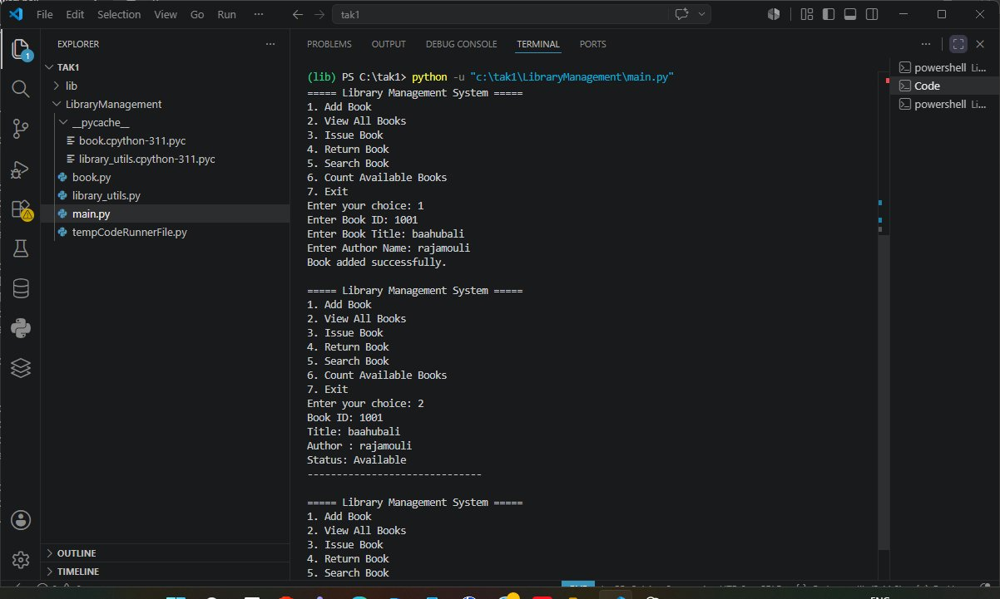 File Edit Selection View Go Run ··· tak1
EXPLORER ···
TAK1
lib
LibraryManagement
__pycache__
book.cpython-311.pyc
library_utils.cpython-311.pyc
book.py
library_utils.py
main.py
tempCodeRunnerFile.py
OUTLINE
TIMELINE
1
PROBLEMS OUTPUT DEBUG CONSOLE TERMINAL PORTS ···
(lib) PS C:\tak1> python -u "c:\tak1\LibraryManagement\main.py"
===== Library Management System =====
1. Add Book
2. View All Books
3. Issue Book
4. Return Book
5. Search Book
6. Count Available Books
7. Exit
Enter your choice: 1
Enter Book ID: 1001
Enter Book Title: baahubali
Enter Author Name: rajamouli
Book added successfully.
===== Library Management System =====
1. Add Book
2. View All Books
3. Issue Book
4. Return Book
5. Search Book
6. Count Available Books
7. Exit
Enter your choice: 2
Book ID: 1001
Title: baahubali
Author : rajamouli
Status: Available
------------------------------
===== Library Management System =====
1. Add Book
2. View All Books
3. Issue Book
4. Return Book
5. Search Book
powershell Li...
Code
powershell Li...